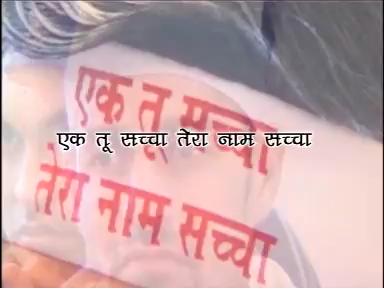 एक तू सच्चा
एक तू सच्चा तेरा नाम सच्चा
तेरा नाम सच्चा